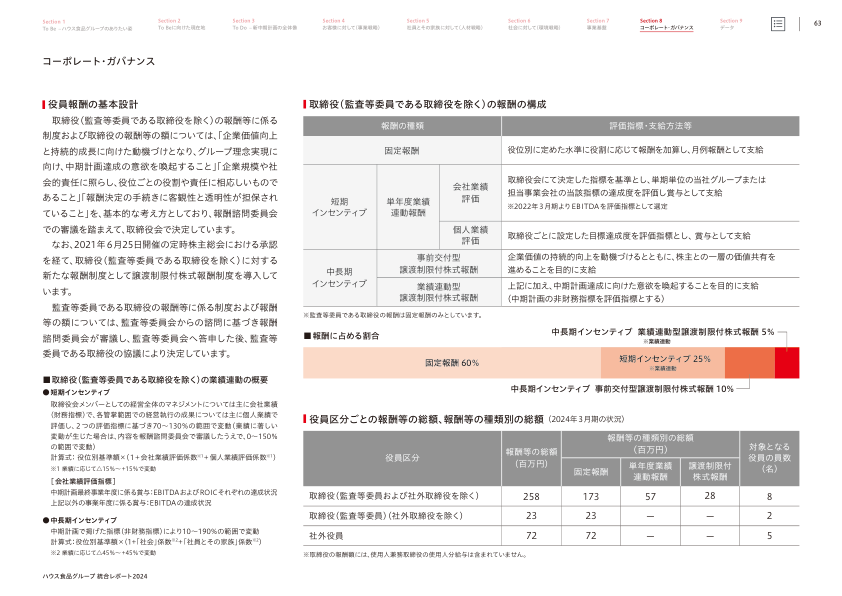 Section 1
To Be －ハウス食品グループのありたい姿
Section 2
To Beに向けた現在地
Section 3
To Do －新中期計画の全体像
Section 4
お客様に対して(事業戦略)
Section 5
社員とその家族に対して(人材戦略)
Section 6
社会に対して(環境戦略)
Section 7
事業基盤
Section 8
コーポレート・ガバナンス
Section 9
データ
63
コーポレート・ガバナンス
役員報酬の基本設計
取締役(監査等委員である取締役を除く)の報酬等に係る
制度および取締役の報酬等の額については、「企業価値向上
と持続的成長に向けた動機づけとなり、グループ理念実現に
向け、中期計画達成の意欲を喚起すること」「企業規模や社
会的責任に照らし、役位ごとの役割や責任に相応しいもので
あること」「報酬決定の手続きに客観性と透明性が担保され
ていること」を、基本的な考え方としており、報酬諮問委員会
での審議を踏まえて、取締役会で決定しています。
なお、2021年6月25日開催の定時株主総会における承認
を経て、取締役(監査等委員である取締役を除く)に対する
新たな報酬制度として譲渡制限付株式報酬制度を導入して
います。
監査等委員である取締役の報酬等に係る制度および報酬
等の額については、監査等委員会からの諮問に基づき報酬
諮問委員会が審議し、監査等委員会へ答申した後、監査等
委員である取締役の協議により決定しています。
■取締役(監査等委員である取締役を除く)の業績連動の概要
●短期インセンティブ
取締役会メンバーとしての経営全体のマネジメントについては主に会社業績
(財務指標)で、各管掌範囲での経営執行の成果については主に個人業績で
評価し、2つの評価指標に基づき70～130%の範囲で変動(業績に著しい
変動が生じた場合は、内容を報酬諮問委員会で審議したうえで、0～150%
の範囲で変動)
計算式：役位別基準額×(1＋会社業績評価係数※1＋個人業績評価係数※1)
※1 業績に応じて△15%～+15%で変動
[会社業績評価指標]
中期計画最終事業年度に係る賞与：EBITDAおよびROICそれぞれの達成状況
上記以外の事業年度に係る賞与：EBITDAの達成状況
●中長期インセンティブ
中期計画で掲げた指標(非財務指標)により10～190%の範囲で変動
計算式：役位別基準額×(1+「社会」係数※2+「社員とその家族」係数※2)
※2 業績に応じて△45%～+45%で変動
取締役(監査等委員である取締役を除く)の報酬の構成
報酬の種類
評価指標・支給方法等
固定報酬
役位別に定めた水準に役割に応じて報酬を加算し、月例報酬として支給
短期
インセンティブ
単年度業績
連動報酬
会社業績
評価
取締役会にて決定した指標を基準とし、単期単位の当社グループまたは
担当事業会社の当該指標の達成度を評価し賞与として支給
※2022年3月期よりEBITDAを評価指標として選定
個人業績
評価
取締役ごとに設定した目標達成度を評価指標とし、賞与として支給
中長期
インセンティブ
事前交付型
譲渡制限付株式報酬
企業価値の持続的向上を動機づけるとともに、株主との一層の価値共有を
進めることを目的に支給
業績連動型
譲渡制限付株式報酬
上記に加え、中期計画達成に向けた意欲を喚起することを目的に支給
(中期計画の非財務指標を評価指標とする)
※監査等委員である取締役の報酬は固定報酬のみとしています。
■報酬に占める割合
中長期インセンティブ 業績連動型譲渡制限付株式報酬 5%
※業績連動
固定報酬 60%
短期インセンティブ 25%
※業績連動
中長期インセンティブ 事前交付型譲渡制限付株式報酬 10%
役員区分ごとの報酬等の総額、報酬等の種類別の総額 (2024年3月期の状況)
役員区分
報酬等の総額
(百万円)
報酬等の種類別の総額
(百万円)
固定報酬
単年度業績
連動報酬
譲渡制限付
株式報酬
対象となる
役員の員数
(名)
取締役(監査等委員および社外取締役を除く) 258 173 57 28 8
取締役(監査等委員)(社外取締役を除く) 23 23 － － 2
社外役員 72 72 － － 5
※取締役の報酬額には、使用人兼務取締役の使用人分給与は含まれていません。
ハウス食品グループ 統合レポート2024